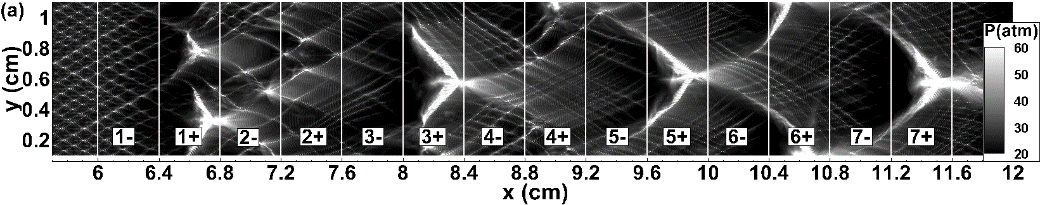 (a)
P(atm)
60
50
40
30
20
y (cm)
1
0.8
0.6
0.4
0.2
1- 1+ 2- 2+ 3- 3+ 4- 4+ 5- 5+ 6- 6+ 7- 7+
6 6.4 6.8 7.2 7.6 8 8.4 8.8 9.2 9.6 10 10.4 10.8 11.2 11.6 12
x (cm)